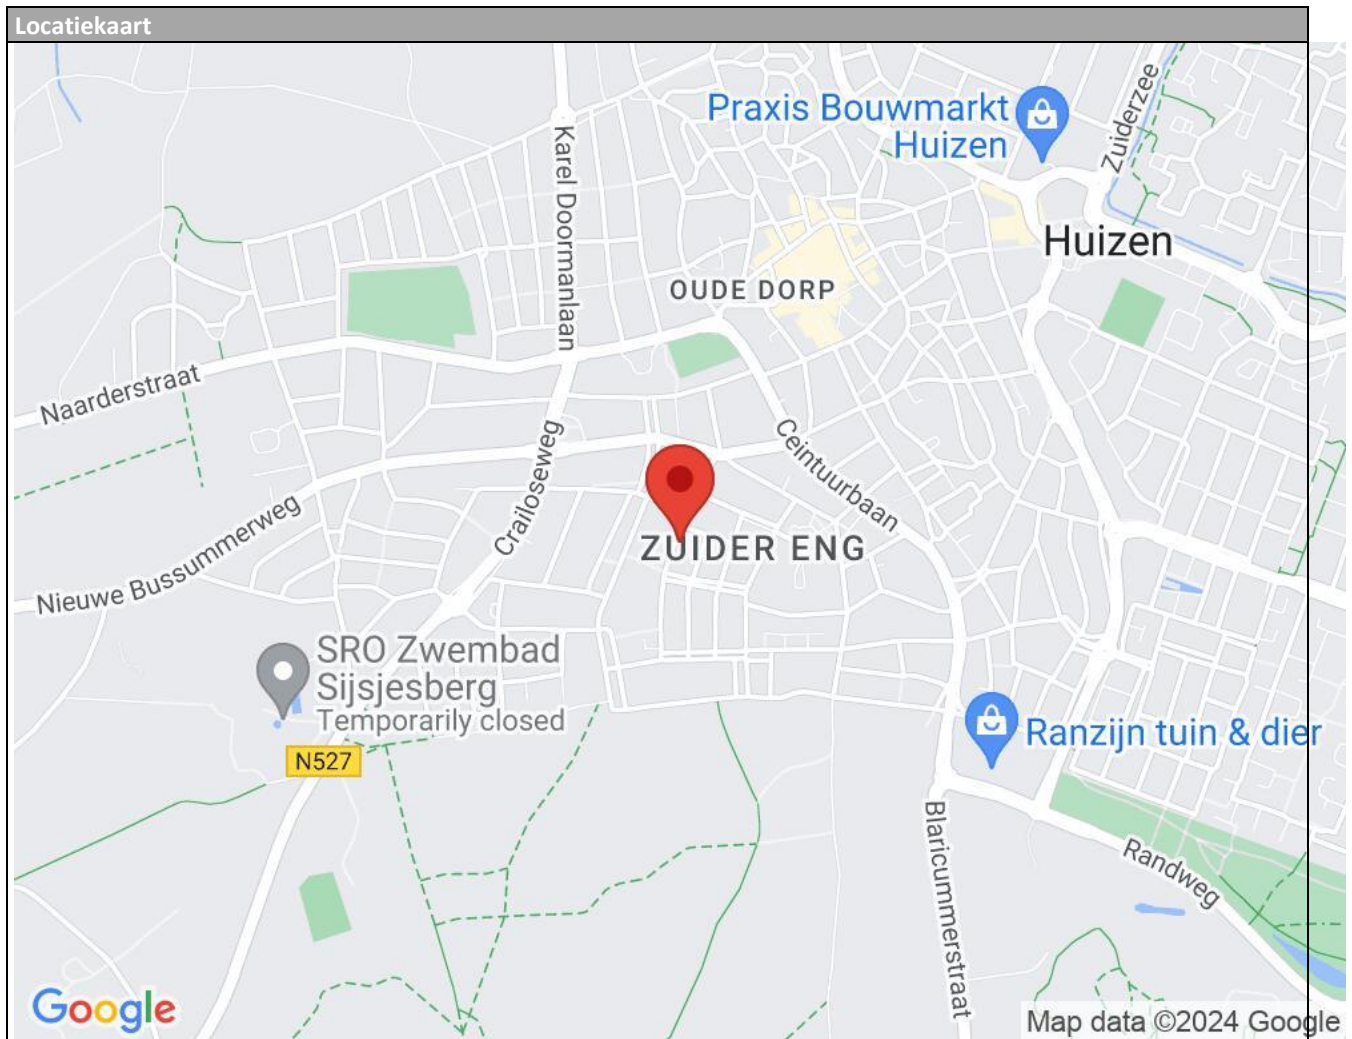 Locatiekaart
Praxis Bouwmarkt
Huizen
Zuiderzee
Karel Doormanlaan
Huizen
OUDE DORP
Naarderstraat
Ceintuurbaan
Crailoseweg
Nieuwe Bussummerweg
ZUIDER ENG
SRO Zwembad
Sijsjesberg
Temporarily closed
N527
Ranzijn tuin & dier
Blaricummerstraat
Randweg
Google
Map data ©2024 Google